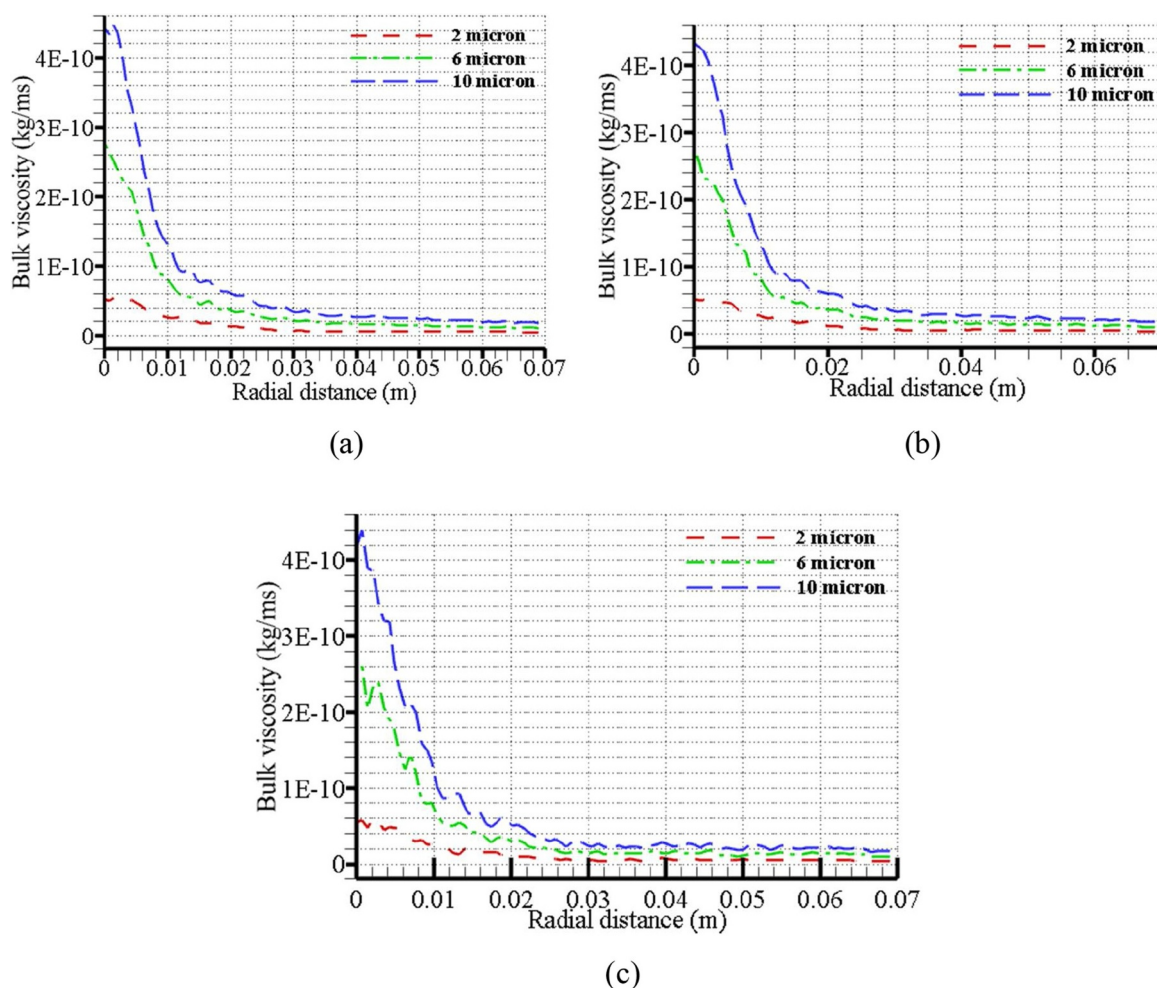 2 micron
6 micron
10 micron
Bulk viscosity (kg/ms)
4E-10
3E-10
2E-10
1E-10
0
0 0.01 0.02 0.03 0.04 0.05 0.06 0.07
Radial distance (m)
(a)
2 micron
6 micron
10 micron
Bulk viscosity (kg/ms)
4E-10
3E-10
2E-10
1E-10
0
0 0.02 0.04 0.06
Radial distance (m)
(b)
2 micron
6 micron
10 micron
Bulk viscosity (kg/ms)
4E-10
3E-10
2E-10
1E-10
0
0 0.01 0.02 0.03 0.04 0.05 0.06 0.07
Radial distance (m)
(c)